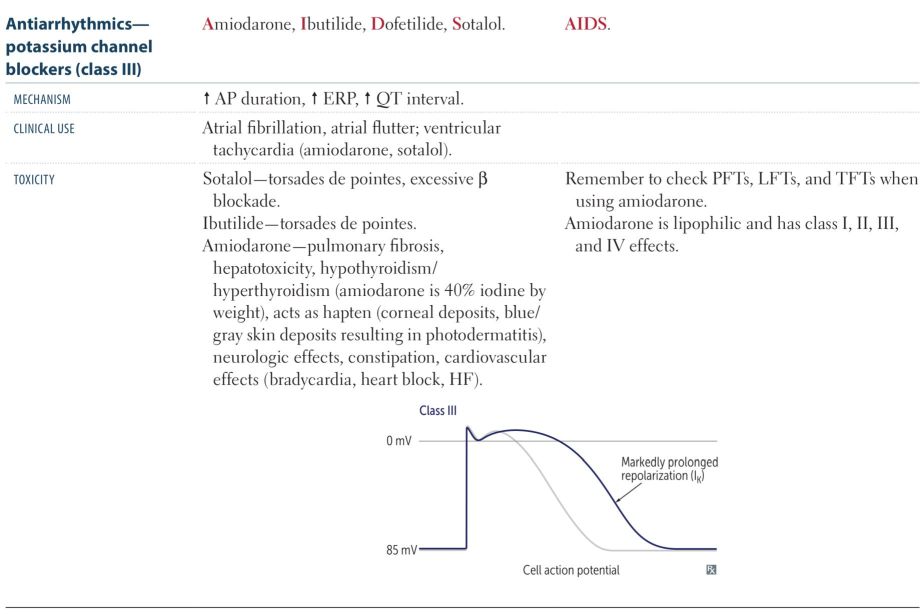 Antiarrhythmics—
potassium channel
blockers (class III)
Amiodarone, Ibutilide, Dofetilide, Sotalol.
AIDS.
MECHANISM
↑ AP duration, ↑ ERP, ↑ QT interval.
CLINICAL USE
Atrial fibrillation, atrial flutter; ventricular
tachycardia (amiodarone, sotalol).
TOXICITY
Sotalol—torsades de pointes, excessive β
blockade.
Ibutilide—torsades de pointes.
Amiodarone—pulmonary fibrosis,
hepatotoxicity, hypothyroidism/
hyperthyroidism (amiodarone is 40% iodine by
weight), acts as hapten (corneal deposits, blue/
gray skin deposits resulting in photodermatitis),
neurologic effects, constipation, cardiovascular
effects (bradycardia, heart block, HF).
Remember to check PFTs, LFTs, and TFTs when
using amiodarone.
Amiodarone is lipophilic and has class I, II, III,
and IV effects.
Class III
0 mV
Markedly prolonged
repolarization (IK)
85 mV
Cell action potential